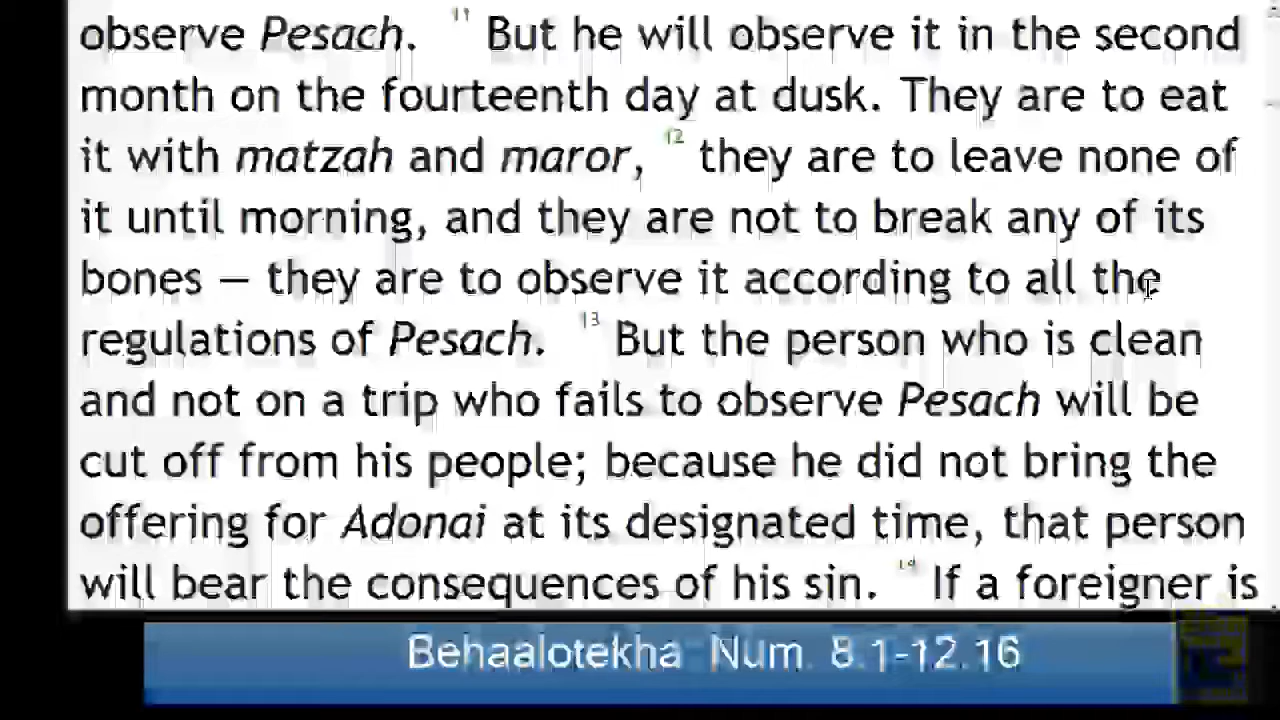 observe Pesach. 11 But he will observe it in the second
month on the fourteenth day at dusk. They are to eat
it with matzah and maror, 12 they are to leave none of
it until morning, and they are not to break any of its
bones — they are to observe it according to all the
regulations of Pesach. 13 But the person who is clean
and not on a trip who fails to observe Pesach will be
cut off from his people; because he did not bring the
offering for Adonai at its designated time, that person
will bear the consequences of his sin. 14 If a foreigner is
Behaalotekha Num. 8.1-12.16